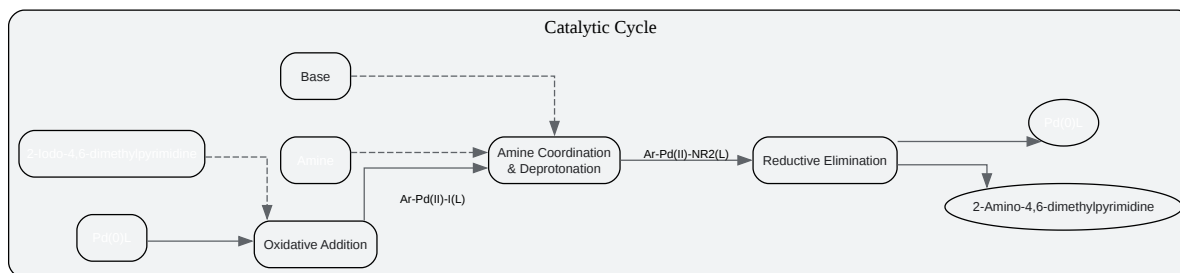 Catalytic Cycle
Base
2-Iodo-4,6-dimethylpyrimidine
Amine
Amine Coordination
& Deprotonation
Ar-Pd(II)-NR2(L)
Reductive Elimination
Pd(0)L
Ar-Pd(II)-I(L)
2-Amino-4,6-dimethylpyrimidine
Pd(0)L
Oxidative Addition